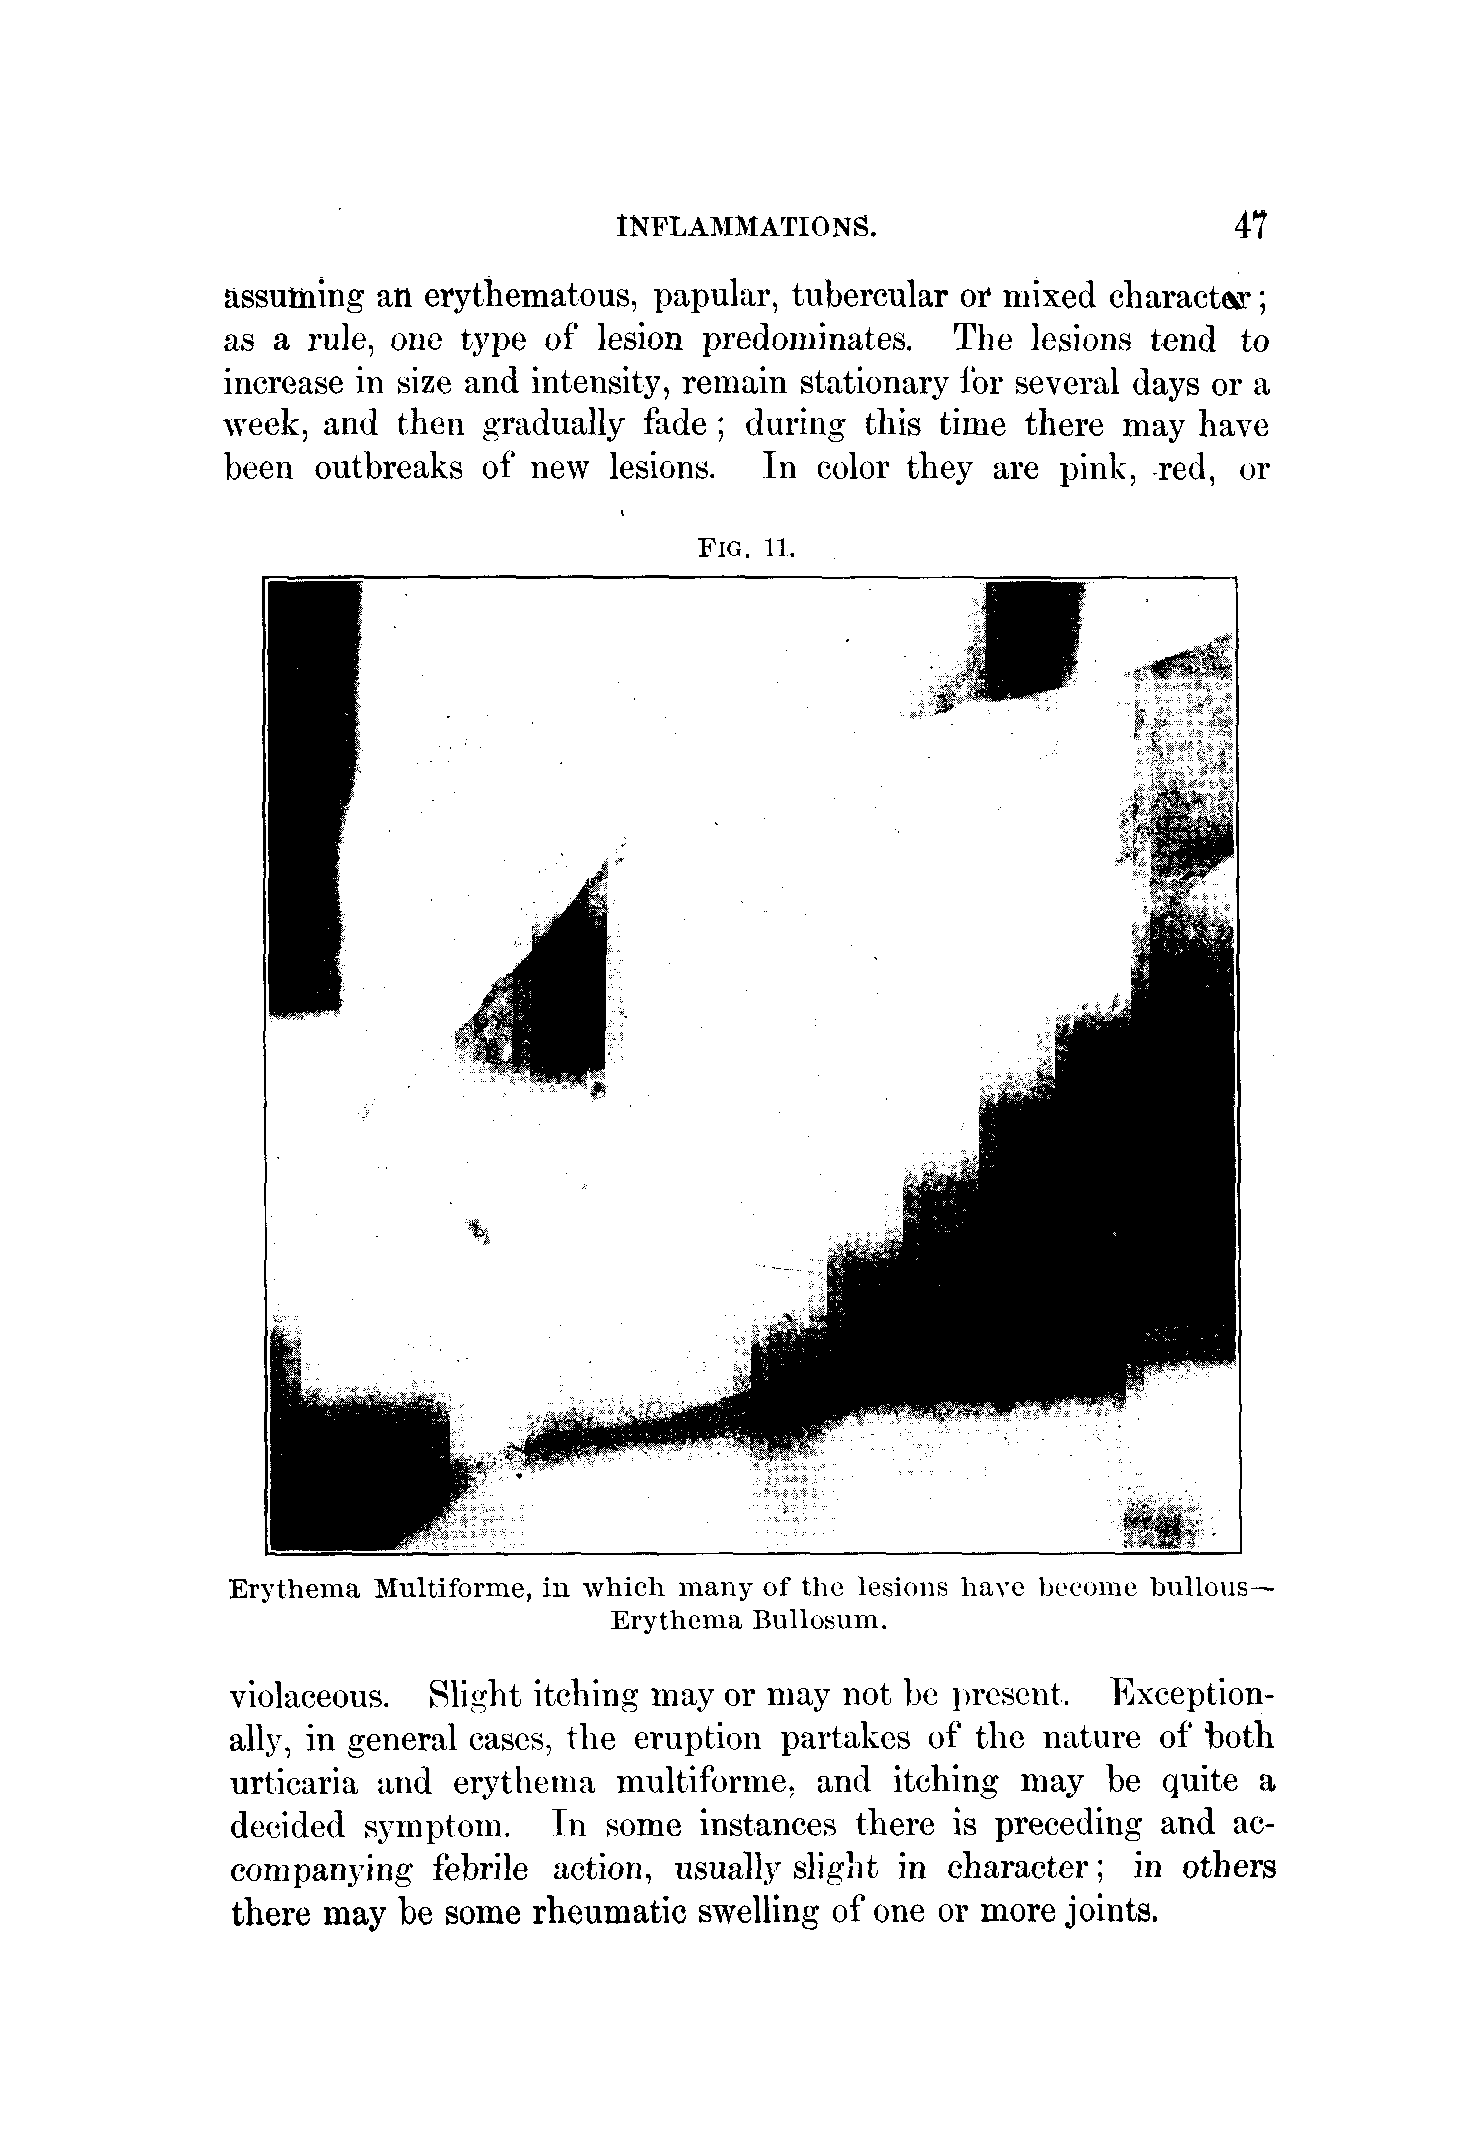 INFLAMMATIONS. 47
assuming an erythematous, papular, tubercular or mixed character;
as a rule, one type of lesion predominates. The lesions tend to
increase in size and intensity, remain stationary for several days or a
week, and then gradually fade; during this time there may have
been outbreaks of new lesions. In color they are pink, red, or
FIG. 11.
Erythema Multiforme, in which many of the lesions have become bullous—
Erythema Bullosum.
violaceous. Slight itching may or may not be present. Exception-
ally, in general cases, the eruption partakes of the nature of both
urticaria and erythema multiforme, and itching may be quite a
decided symptom. In some instances there is preceding and ac-
companying febrile action, usually slight in character; in others
there may be some rheumatic swelling of one or more joints.